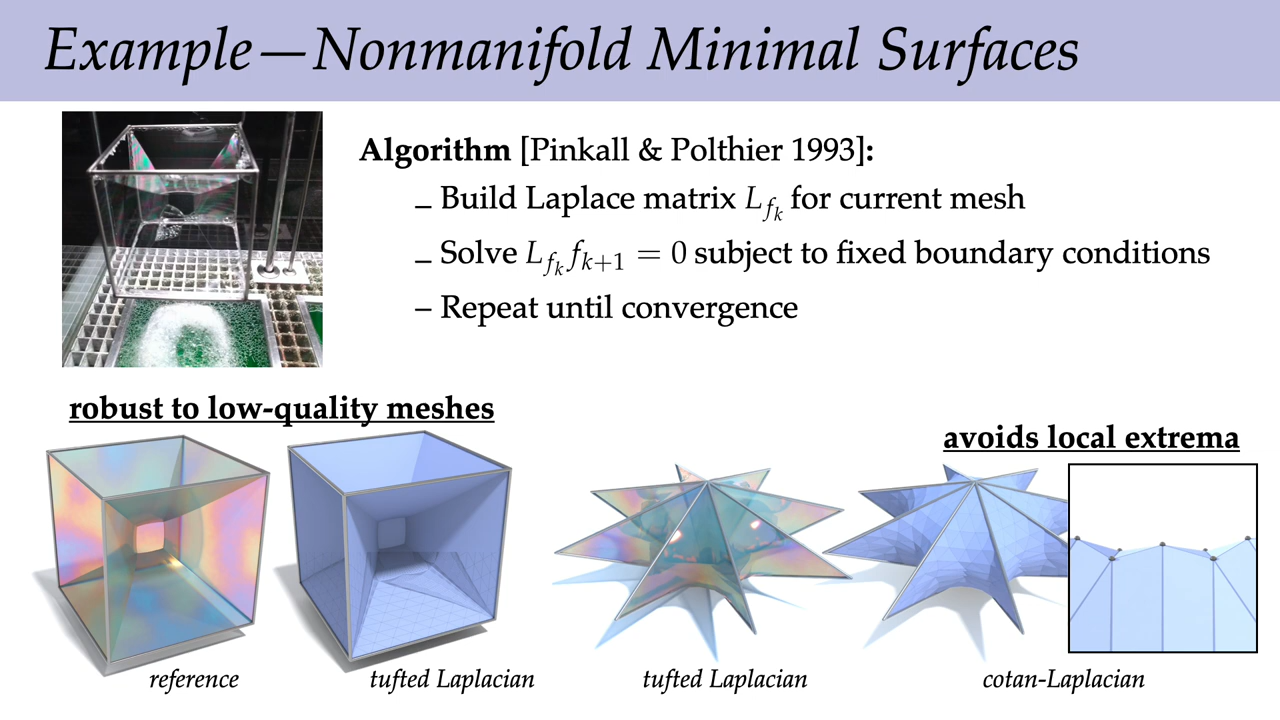 Example—Nonmanifold Minimal Surfaces
Algorithm [Pinkall & Polthier 1993]:
– Build Laplace matrix L_{f_k} for current mesh
– Solve L_{f_k} f_{k+1} = 0 subject to fixed boundary conditions
– Repeat until convergence
robust to low-quality meshes
avoids local extrema
reference
tufted Laplacian
tufted Laplacian
cotan-Laplacian